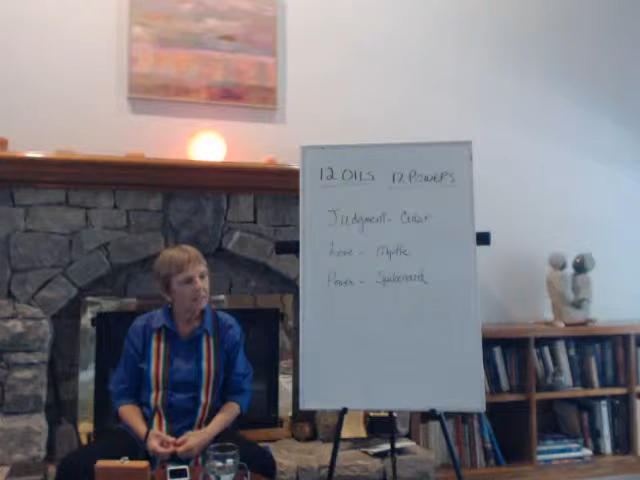 12 OILS 12 POWERS
Judgment - Cedar
Love - Myrtle
Power - Spikenard